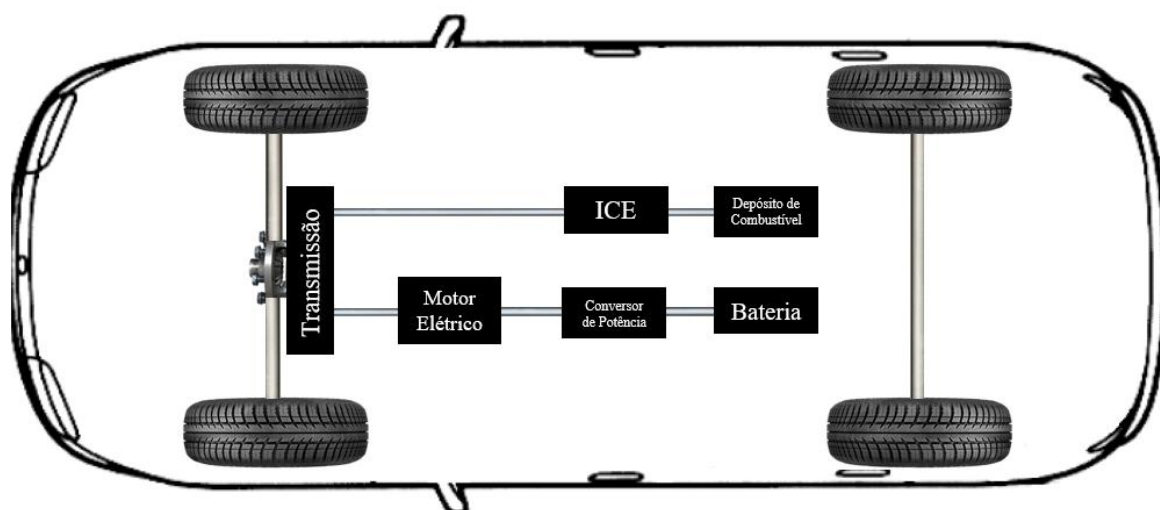 Transmissão
ICE
Depósito de
Combustível
Motor
Elétrico
Conversor
de Potência
Bateria